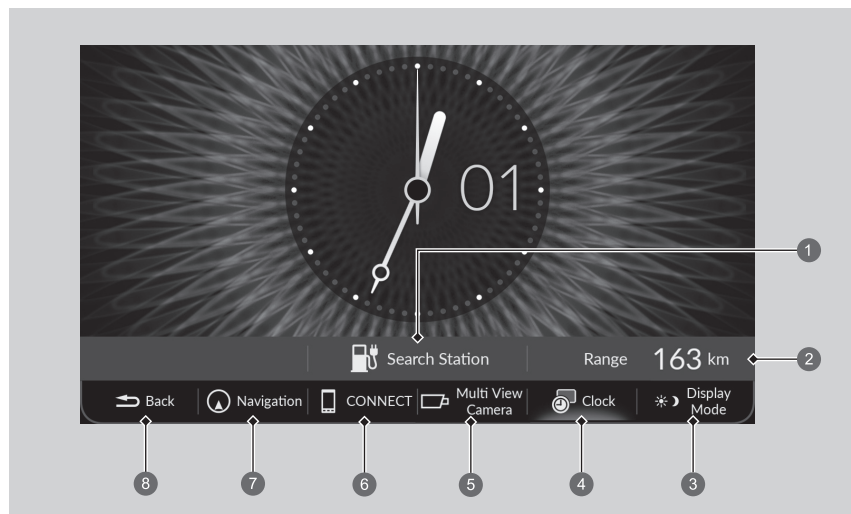 01
1
Search Station
Range 163 km
2
Back
Navigation
CONNECT
Multi View
Camera
Clock
Display
Mode
8
7
6
5
4
3